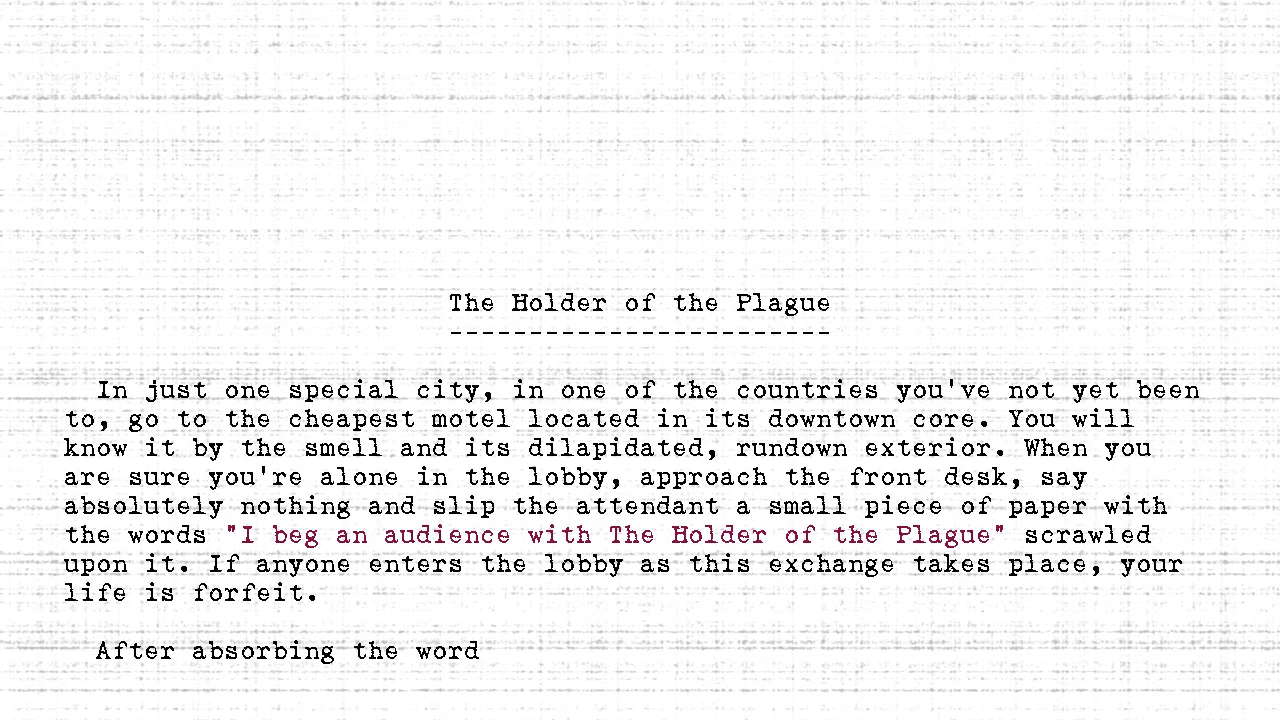 The Holder of the Plague
------------------------
In just one special city, in one of the countries you've not yet been
to, go to the cheapest motel located in its downtown core. You will
know it by the smell and its dilapidated, rundown exterior. When you
are sure you're alone in the lobby, approach the front desk, say
absolutely nothing and slip the attendant a small piece of paper with
the words "I beg an audience with The Holder of the Plague" scrawled
upon it. If anyone enters the lobby as this exchange takes place, your
life is forfeit.
After absorbing the word